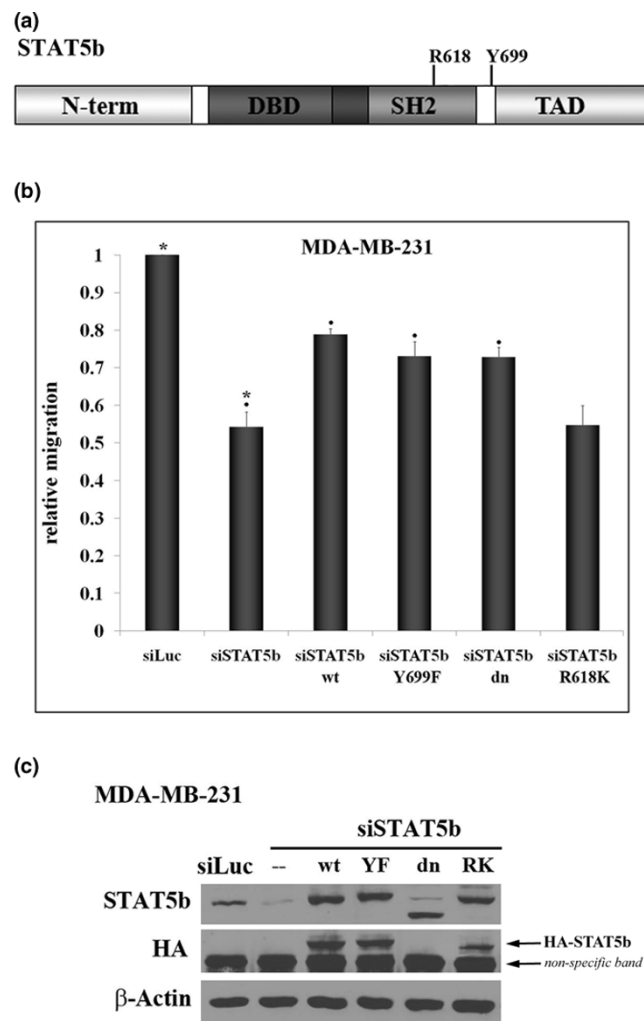 (a)
STAT5b
R618 Y699
N-term DBD SH2 TAD
(b)
MDA-MB-231
relative migration
1
0.9
0.8
0.7
0.6
0.5
0.4
0.3
0.2
0.1
0
* * • • • •
siLuc siSTAT5b siSTAT5b siSTAT5b siSTAT5b siSTAT5b
wt Y699F dn R618K
(c)
MDA-MB-231
siSTAT5b
siLuc -- wt YF dn RK
STAT5b
HA
HA-STAT5b
non-specific band
β-Actin